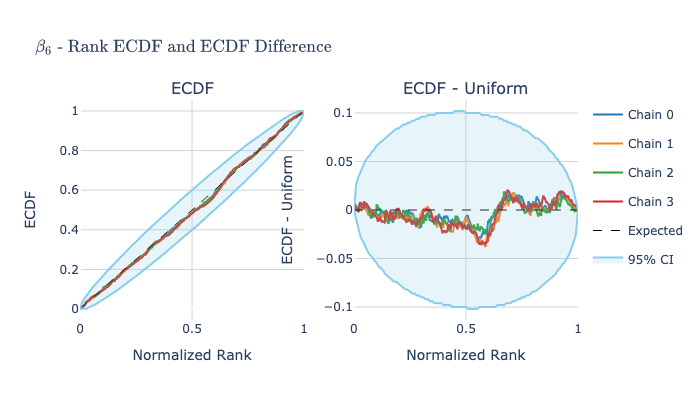 β₆ - Rank ECDF and ECDF Difference
ECDF
ECDF - Uniform
ECDF
1
0.8
0.6
0.4
0.2
0
0
0.5
1
Normalized Rank
ECDF - Uniform
0.1
0.05
0
−0.05
−0.1
0
0.5
1
Normalized Rank
Chain 0
Chain 1
Chain 2
Chain 3
Expected
95% CI